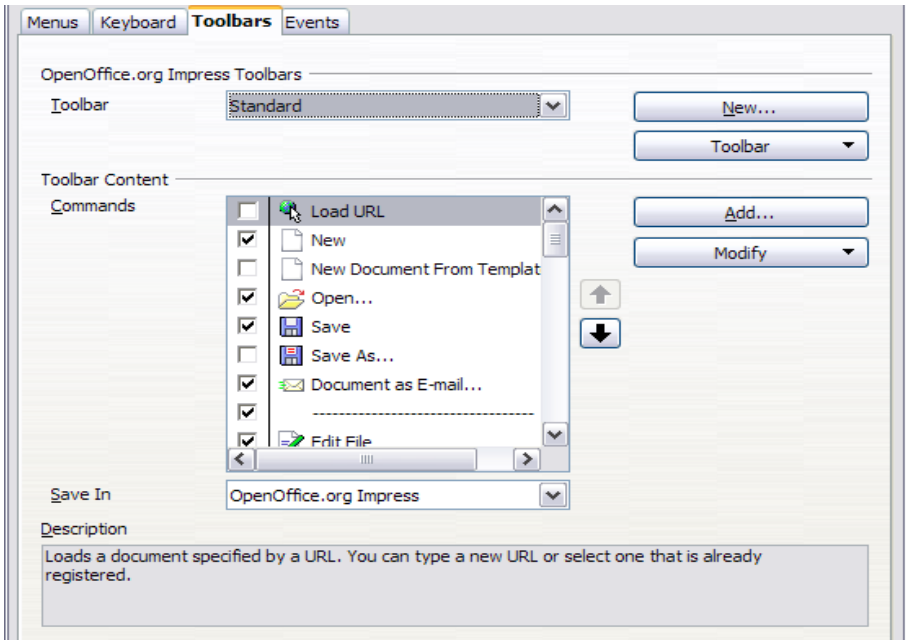 Menus Keyboard Toolbars Events
OpenOffice.org Impress Toolbars
Toolbar Standard New...
Toolbar
Toolbar Content
Commands Load URL Add...
New
Modify
New Document From Templat
Open...
Save
Save As...
Document as E-mail...
---------------------------------
Edit File
Save In OpenOffice.org Impress
Description
Loads a document specified by a URL. You can type a new URL or select one that is already
registered.